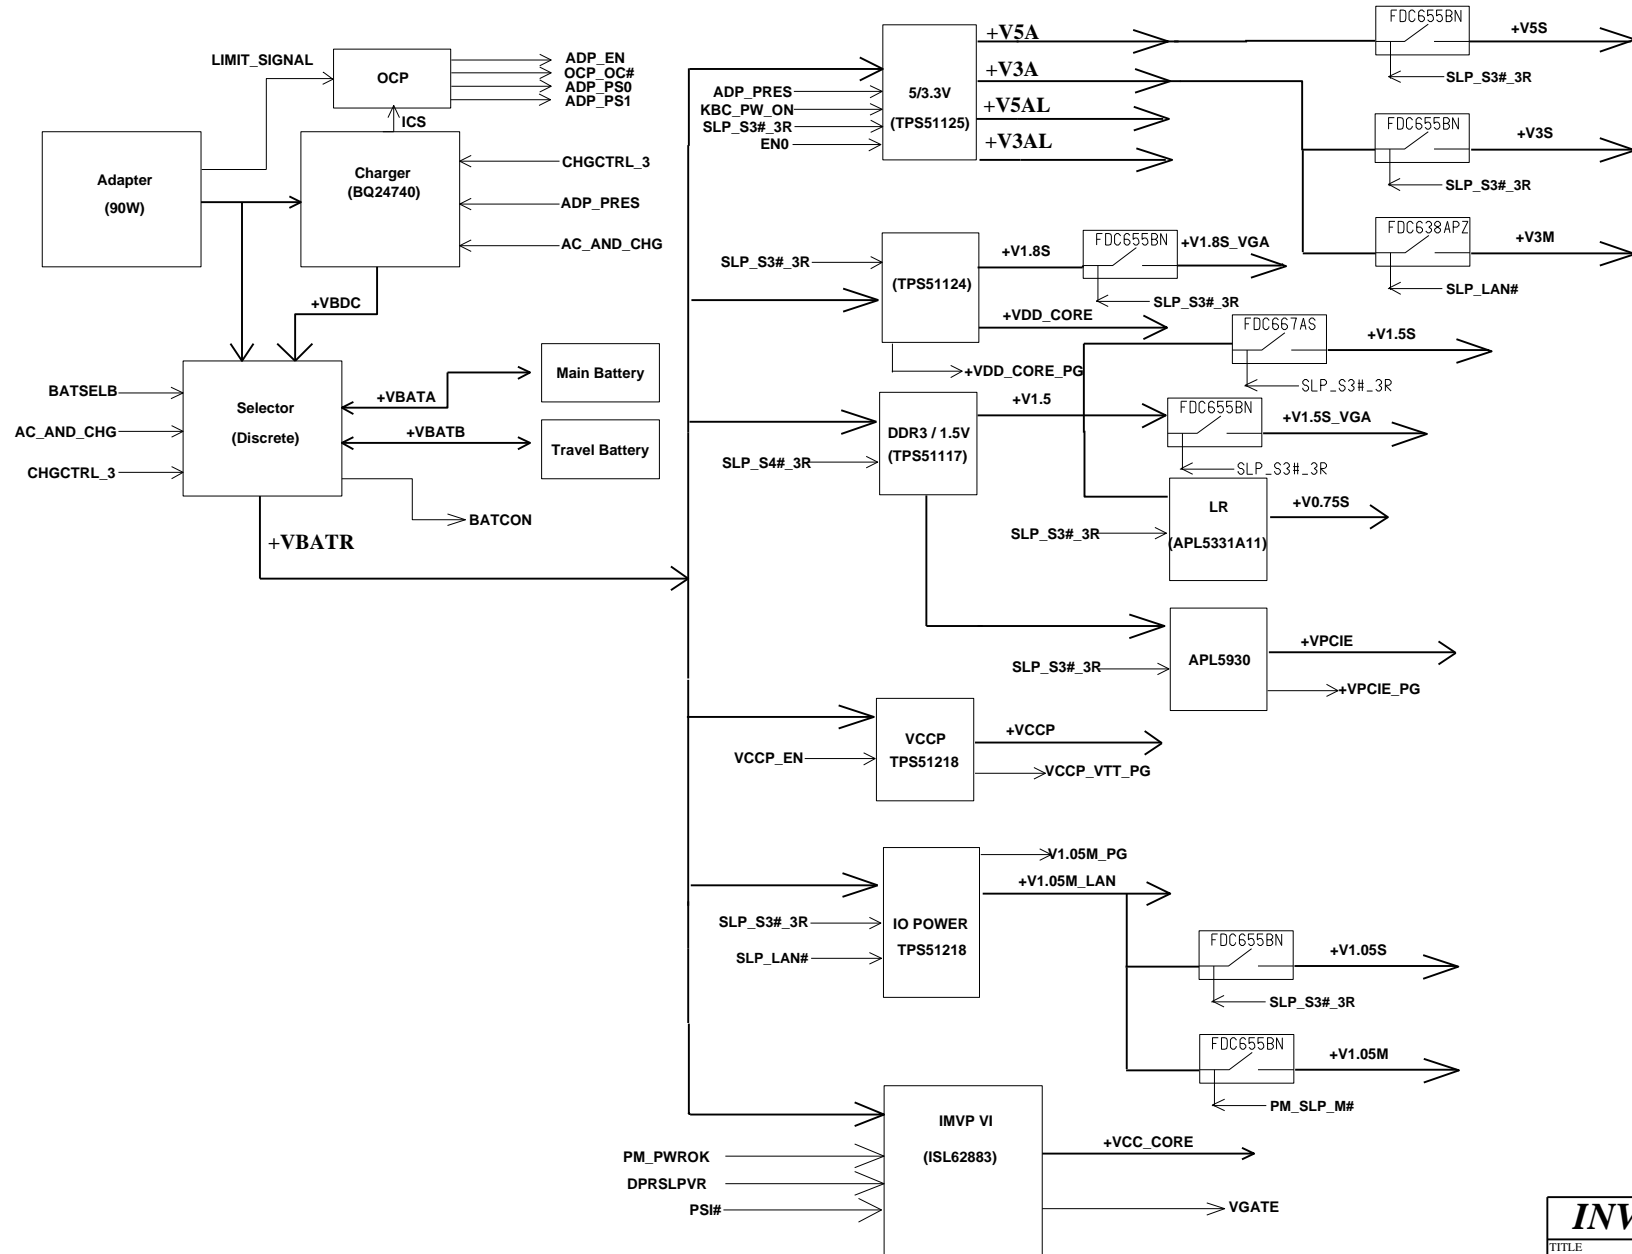 LIMIT_SIGNAL
OCP
ADP_EN
OCP_OC#
ADP_PS0
ADP_PS1
ICS
Adapter
(90W)
Charger
(BQ24740)
CHGCTRL_3
ADP_PRES
AC_AND_CHG
+VBDC
BATSELB
AC_AND_CHG
CHGCTRL_3
Selector
(Discrete)
+VBATA
Main Battery
+VBATB
Travel Battery
BATCON
+VBATR
ADP_PRES
KBC_PW_ON
SLP_S3#_3R
EN0
5/3.3V
(TPS51125)
+V5A
+V3A
+V5AL
+V3AL
FDC655BN
+V5S
SLP_S3#_3R
FDC655BN
+V3S
SLP_S3#_3R
FDC638APZ
+V3M
SLP_LAN#
SLP_S3#_3R
(TPS51124)
+V1.8S
FDC655BN
+V1.8S_VGA
SLP_S3#_3R
+VDD_CORE
+VDD_CORE_PG
FDC667AS
+V1.5S
SLP_S3#_3R
DDR3 / 1.5V
(TPS51117)
SLP_S4#_3R
+V1.5
FDC655BN
+V1.5S_VGA
SLP_S3#_3R
LR
(APL5331A11)
SLP_S3#_3R
+V0.75S
APL5930
SLP_S3#_3R
+VPCIE
+VPCIE_PG
VCCP
TPS51218
VCCP_EN
+VCCP
VCCP_VTT_PG
IO POWER
TPS51218
SLP_S3#_3R
SLP_LAN#
V1.05M_PG
+V1.05M_LAN
FDC655BN
+V1.05S
SLP_S3#_3R
FDC655BN
+V1.05M
PM_SLP_M#
IMVP VI
(ISL62883)
PM_PWROK
DPRSLPVR
PSI#
+VCC_CORE
VGATE
INV
TITLE